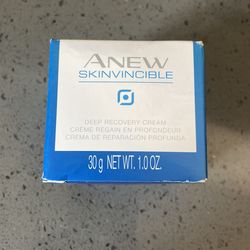 ANEW
SKINVINCIBLE
DEEP RECOVERY CREAM
CRÈME REGAIN EN PROFONDEUR
CREMA DE REPARACIÓN PROFUNDA
30 g NET WT. 1.0 OZ.